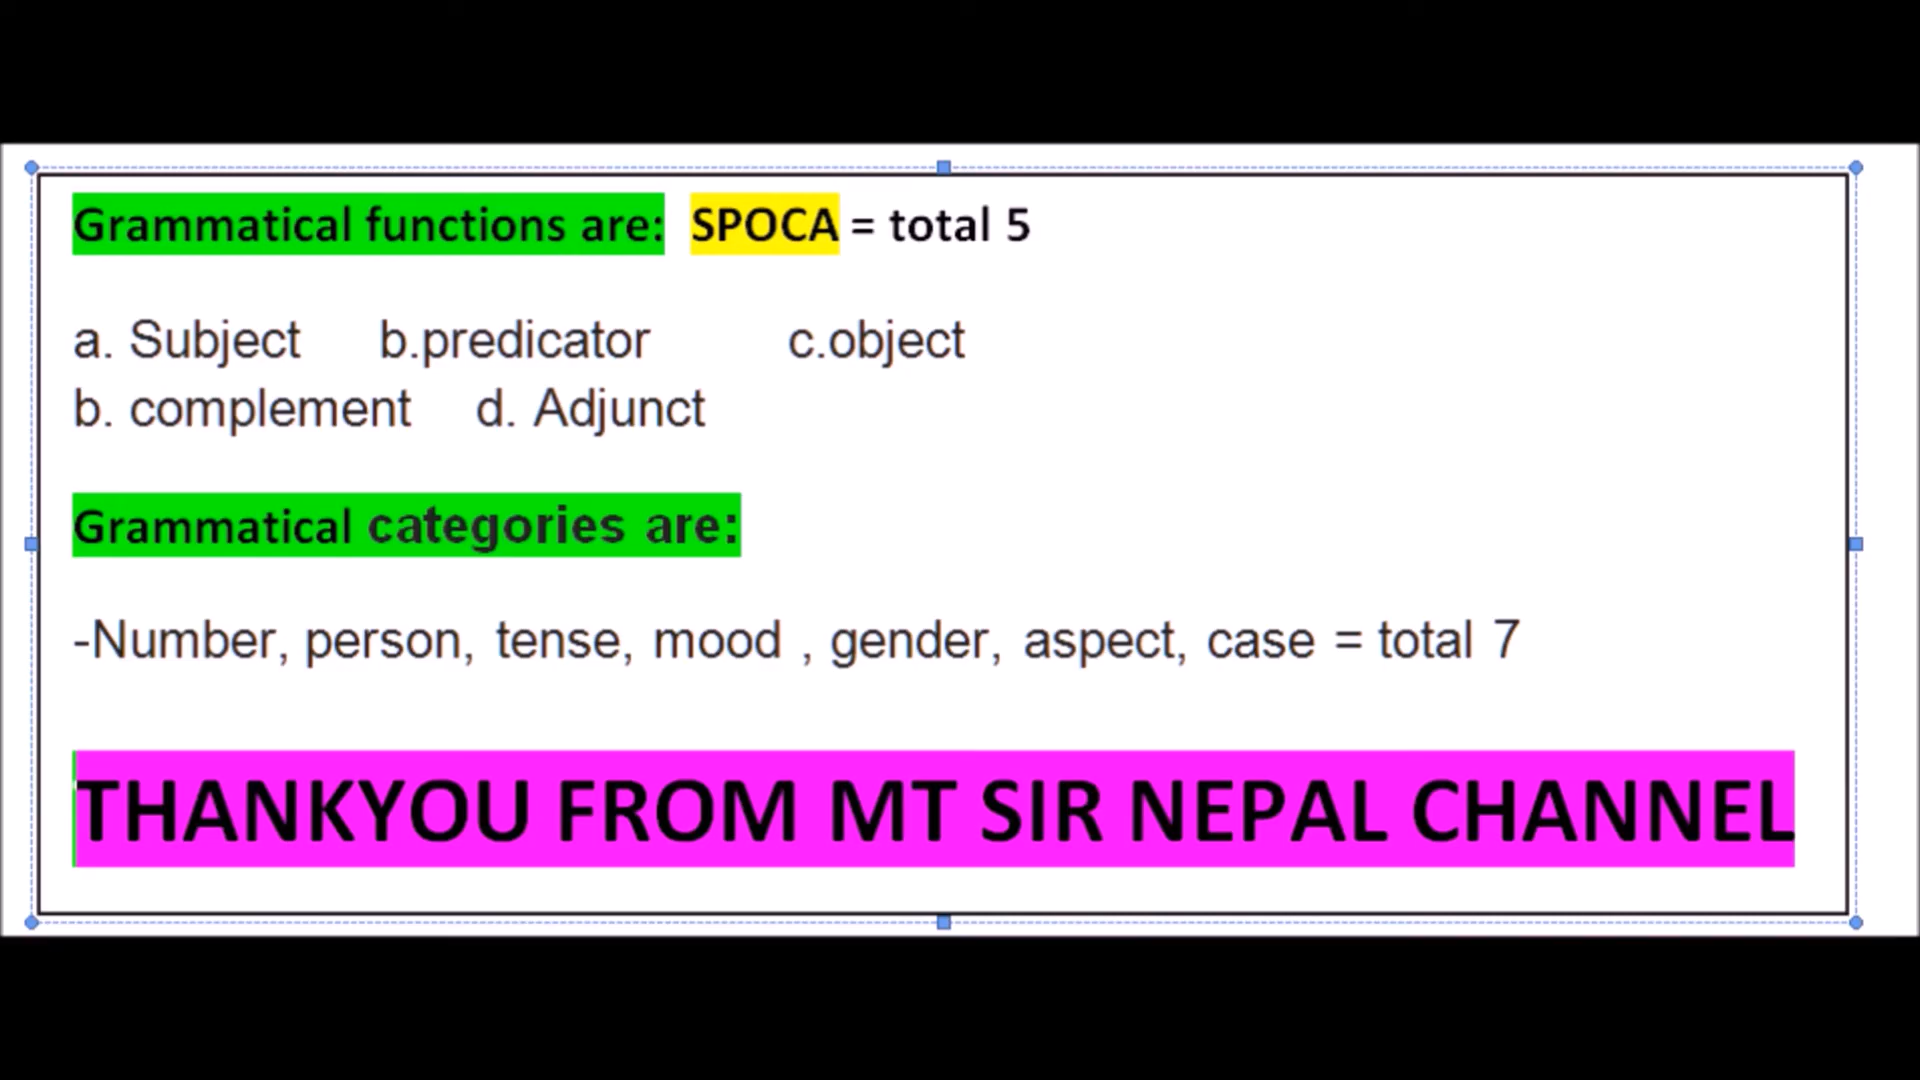 Grammatical functions are: SPOCA = total 5
a. Subject b.predicator c.object
b. complement d. Adjunct
Grammatical categories are:
-Number, person, tense, mood , gender, aspect, case = total 7
THANKYOU FROM MT SIR NEPAL CHANNEL